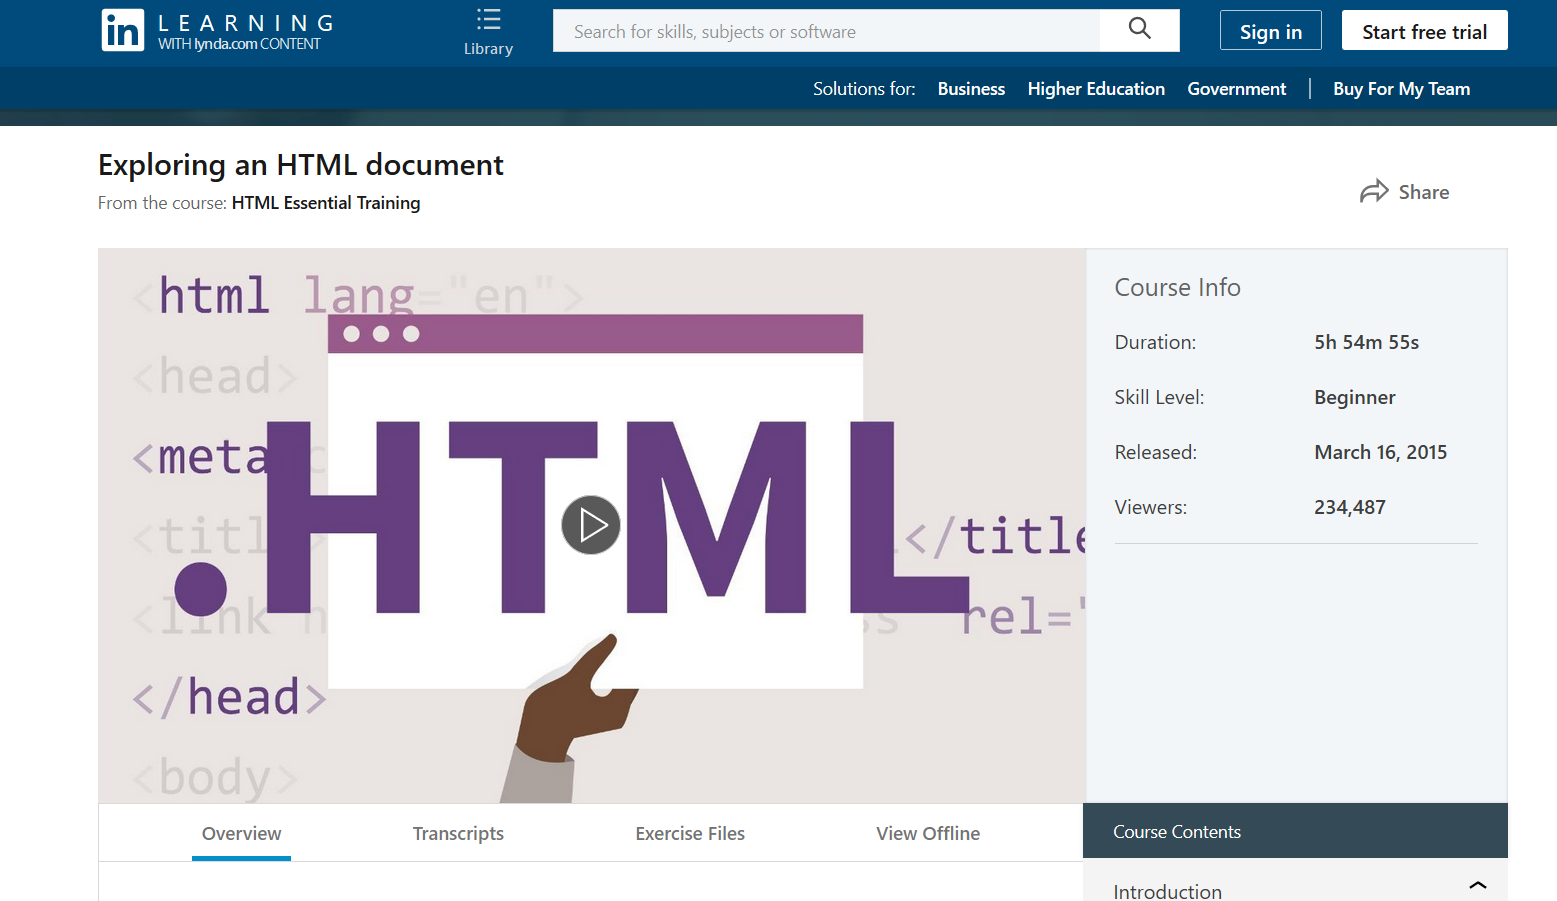 in LEARNING
WITH lynda.com CONTENT
Library
Search for skills, subjects or software
Sign in
Start free trial
Solutions for:
Business
Higher Education
Government
Buy For My Team
Exploring an HTML document
From the course: HTML Essential Training
Share
<html lang="en">
<head>
<meta
</title
rel="
</head>
<body>
.HTML
Course Info
Duration: 5h 54m 55s
Skill Level: Beginner
Released: March 16, 2015
Viewers: 234,487
Overview
Transcripts
Exercise Files
View Offline
Course Contents
Introduction